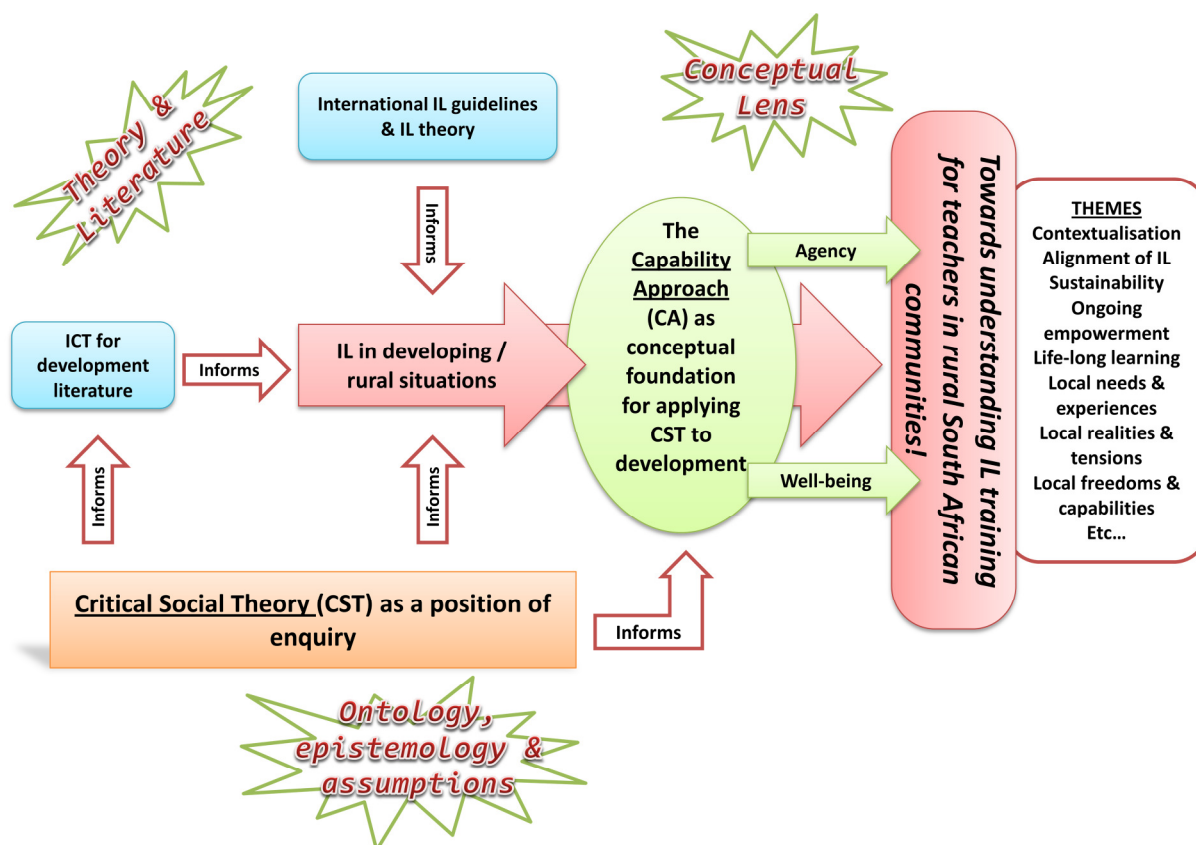 Theory &
Literature
International IL guidelines
& IL theory
Conceptual
Lens
Informs
ICT for
development
literature
Informs
IL in developing /
rural situations
The
Capability
Approach
(CA) as
conceptual
foundation
for applying
CST to
development
Agency
Well-being
Towards understanding IL training
for teachers in rural South African
communities!
THEMES
Contextualisation
Alignment of IL
Sustainability
Ongoing
empowerment
Life-long learning
Local needs &
experiences
Local realities &
tensions
Local freedoms &
capabilities
Etc...
Informs
Informs
Critical Social Theory (CST) as a position of
enquiry
Informs
Ontology,
epistemology &
assumptions